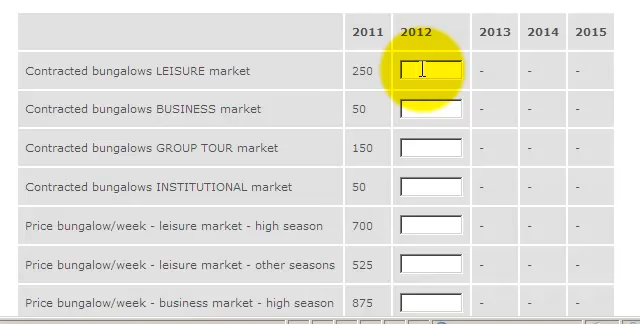 2011 2012 2013 2014 2015
Contracted bungalows LEISURE market 250 - - -
Contracted bungalows BUSINESS market 50 - - -
Contracted bungalows GROUP TOUR market 150 - - -
Contracted bungalows INSTITUTIONAL market 50 - - -
Price bungalow/week - leisure market - high season 700 - - -
Price bungalow/week - leisure market - other seasons 525 - - -
Price bungalow/week - business market - high season 875 - - -